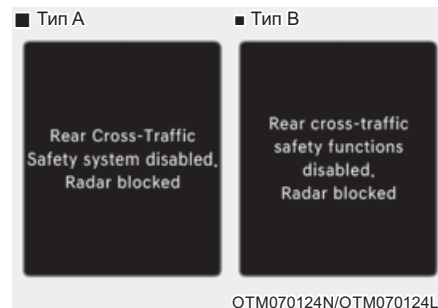 ■ Тип A
■ Тип B
Rear Cross-Traffic
Safety system disabled.
Radar blocked
Rear cross-traffic
safety functions
disabled.
Radar blocked
OTM070124N/OTM070124L